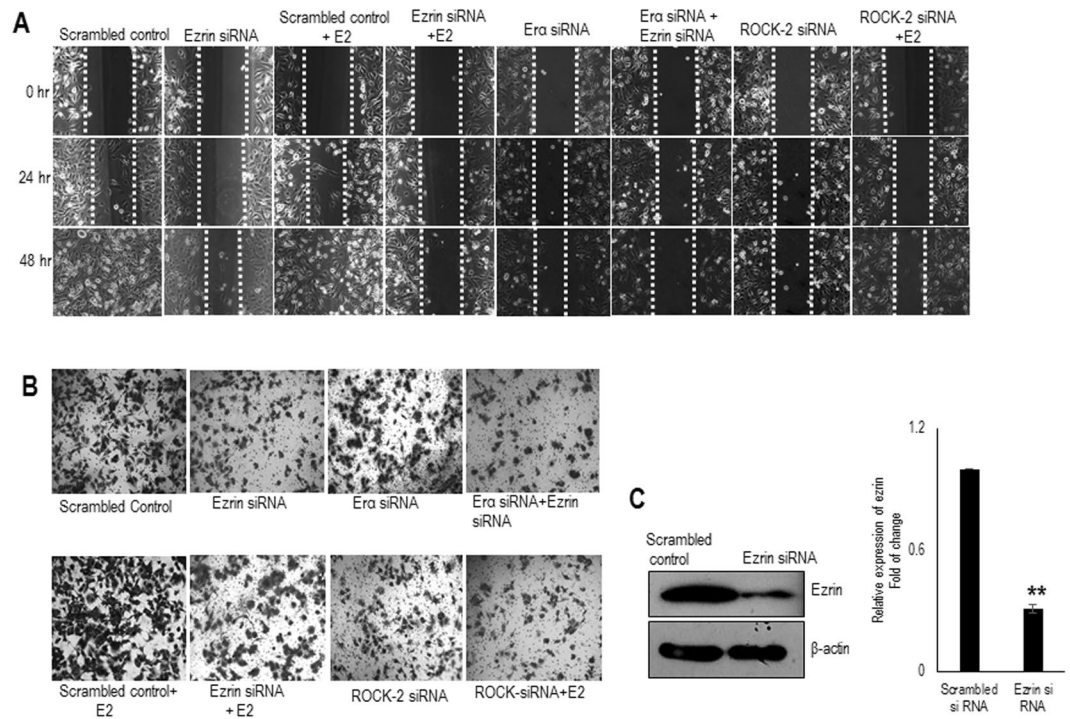 A
Scrambled control
Ezrin siRNA
Scrambled control
+ E2
Ezrin siRNA
+E2
Erα siRNA
Erα siRNA +
Ezrin siRNA
ROCK-2 siRNA
ROCK-2 siRNA
+E2
0 hr
24 hr
48 hr
B
Scrambled Control
Ezrin siRNA
Erα siRNA
Erα siRNA+Ezrin
siRNA
Scrambled control+
E2
Ezrin siRNA
+ E2
ROCK-2 siRNA
ROCK-siRNA+E2
C
Scrambled
control
Ezrin siRNA
Ezrin
β-actin
Relative expression of ezrin
Fold of change
1.2
0.6
0
**
Scrambled
si RNA
Ezrin si
RNA